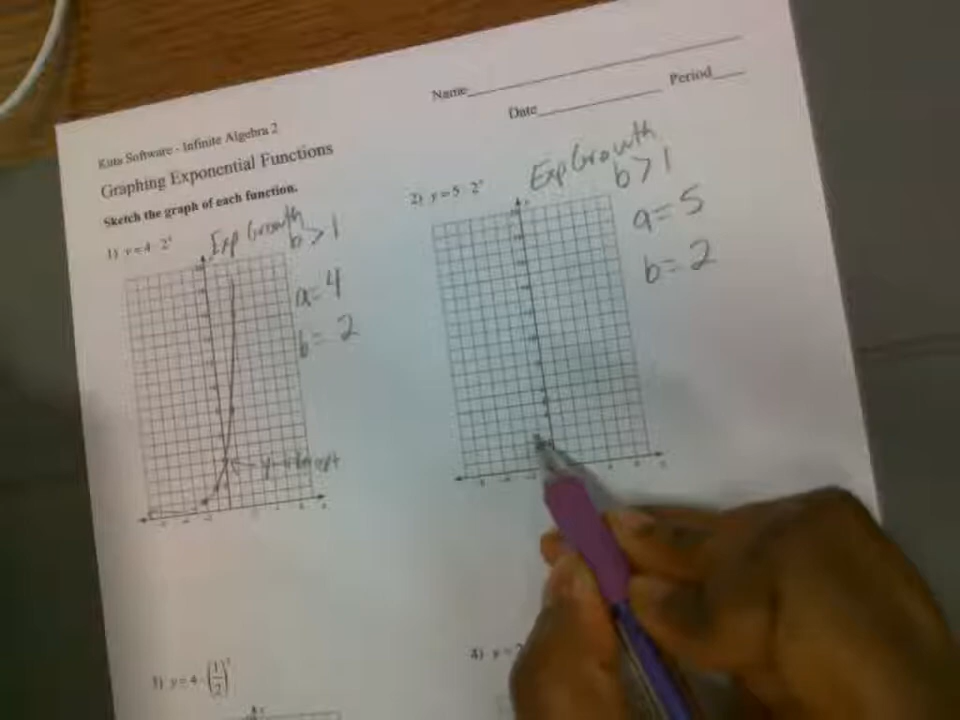 Name
Date Period
Kuta Software - Infinite Algebra 2
Graphing Exponential Functions
Sketch the graph of each function.
1) y = 4 · 2ˣ
Exp Growth
b > 1
a = 4
b = 2
y-intercept
2) y = 5 · 2ˣ
Exp Growth
b > 1
a = 5
b = 2
3) y = 4 · (1/2)ˣ
4) y =